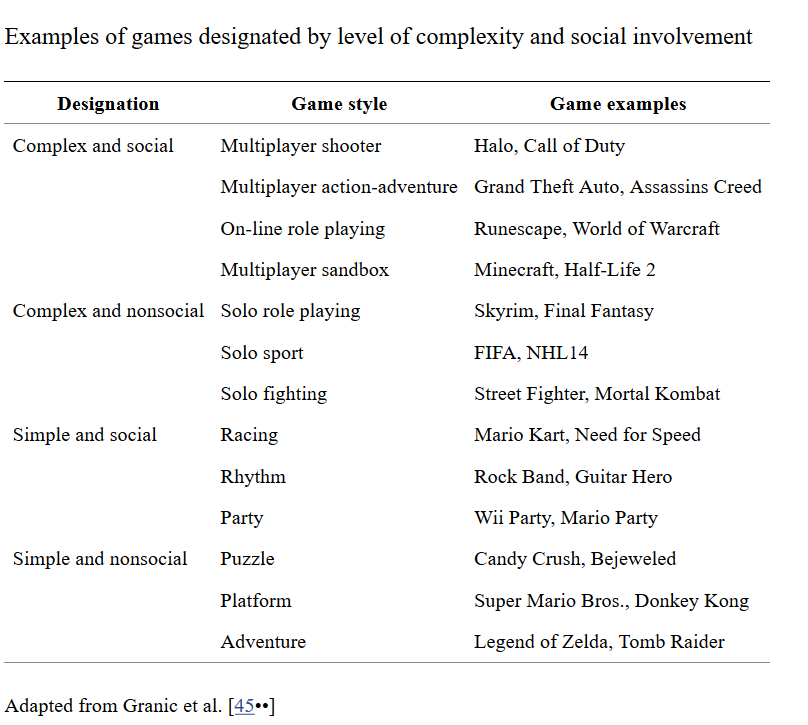 Examples of games designated by level of complexity and social involvement
Designation Game style Game examples
Complex and social Multiplayer shooter Halo, Call of Duty
Multiplayer action-adventure Grand Theft Auto, Assassins Creed
On-line role playing Runescape, World of Warcraft
Multiplayer sandbox Minecraft, Half-Life 2
Complex and nonsocial Solo role playing Skyrim, Final Fantasy
Solo sport FIFA, NHL14
Solo fighting Street Fighter, Mortal Kombat
Simple and social Racing Mario Kart, Need for Speed
Rhythm Rock Band, Guitar Hero
Party Wii Party, Mario Party
Simple and nonsocial Puzzle Candy Crush, Bejeweled
Platform Super Mario Bros., Donkey Kong
Adventure Legend of Zelda, Tomb Raider
Adapted from Granic et al. [45••]